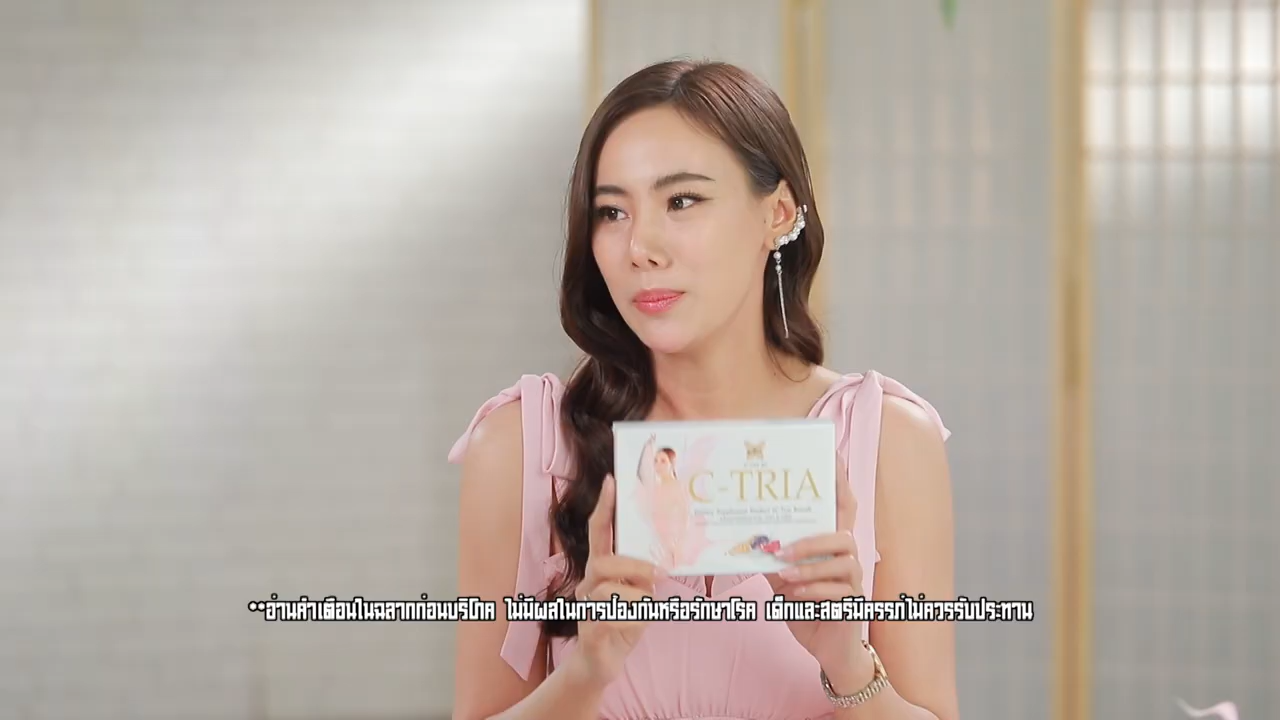 C-TRIA
**อ่านคำเตือนในฉลากก่อนบริโภค ไม่มีผลในการป้องกันหรือรักษาโรค เด็กและสตรีมีครรภ์ไม่ควรรับประทาน